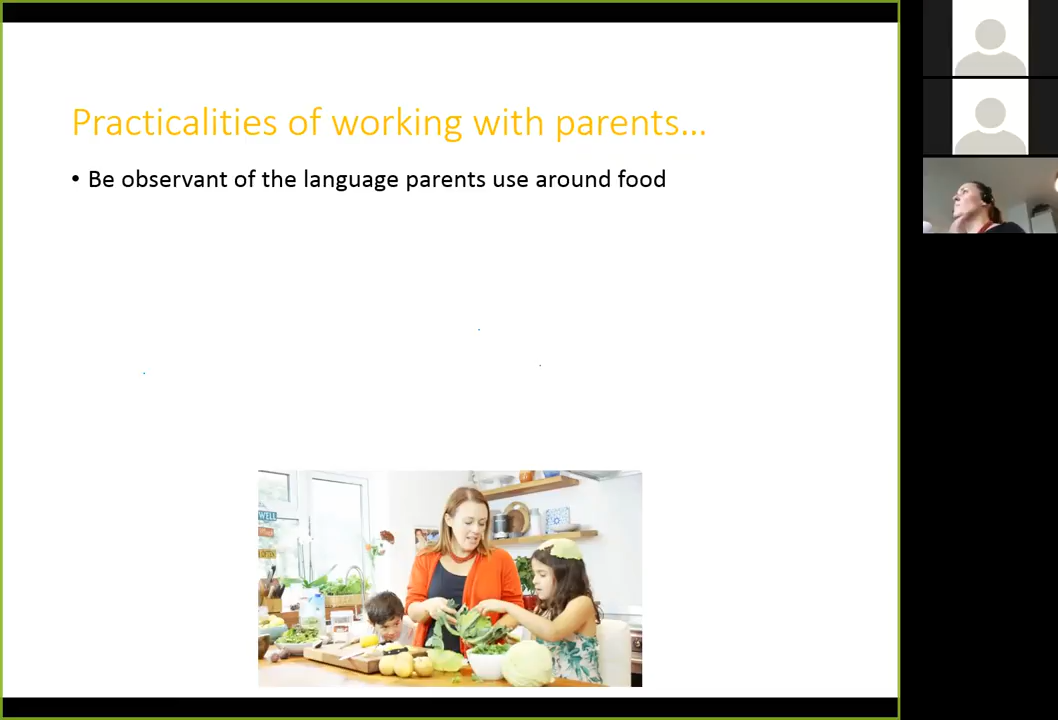 Practicalities of working with parents...
• Be observant of the language parents use around food